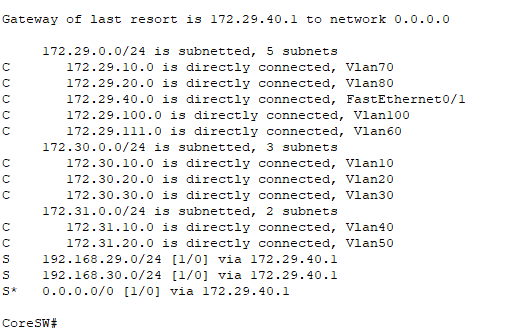 Gateway of last resort is 172.29.40.1 to network 0.0.0.0
172.29.0.0/24 is subnetted, 5 subnets
C 172.29.10.0 is directly connected, Vlan70
C 172.29.20.0 is directly connected, Vlan80
C 172.29.40.0 is directly connected, FastEthernet0/1
C 172.29.100.0 is directly connected, Vlan100
C 172.29.111.0 is directly connected, Vlan60
172.30.0.0/24 is subnetted, 3 subnets
C 172.30.10.0 is directly connected, Vlan10
C 172.30.20.0 is directly connected, Vlan20
C 172.30.30.0 is directly connected, Vlan30
172.31.0.0/24 is subnetted, 2 subnets
C 172.31.10.0 is directly connected, Vlan40
C 172.31.20.0 is directly connected, Vlan50
S 192.168.29.0/24 [1/0] via 172.29.40.1
S 192.168.30.0/24 [1/0] via 172.29.40.1
S* 0.0.0.0/0 [1/0] via 172.29.40.1
CoreSW#